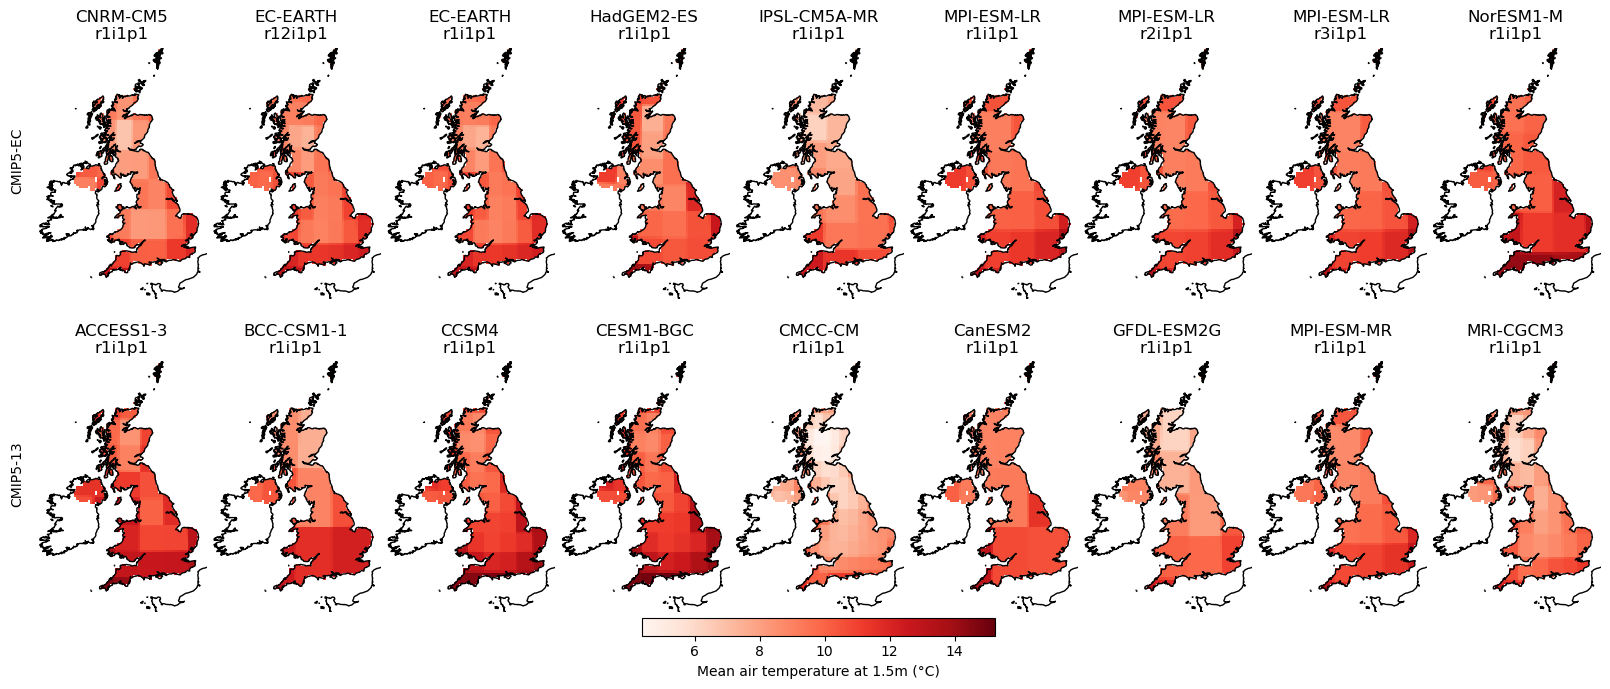 CNRM-CM5 EC-EARTH EC-EARTH HadGEM2-ES IPSL-CM5A-MR MPI-ESM-LR MPI-ESM-LR MPI-ESM-LR NorESM1-M
r1i1p1 r12i1p1 r1i1p1 r1i1p1 r1i1p1 r1i1p1 r2i1p1 r3i1p1 r1i1p1
CMIP5-EC
ACCESS1-3 BCC-CSM1-1 CCSM4 CESM1-BGC CMCC-CM CanESM2 GFDL-ESM2G MPI-ESM-MR MRI-CGCM3
r1i1p1 r1i1p1 r1i1p1 r1i1p1 r1i1p1 r1i1p1 r1i1p1 r1i1p1 r1i1p1
CMIP5-13
6 8 10 12 14
Mean air temperature at 1.5m (°C)